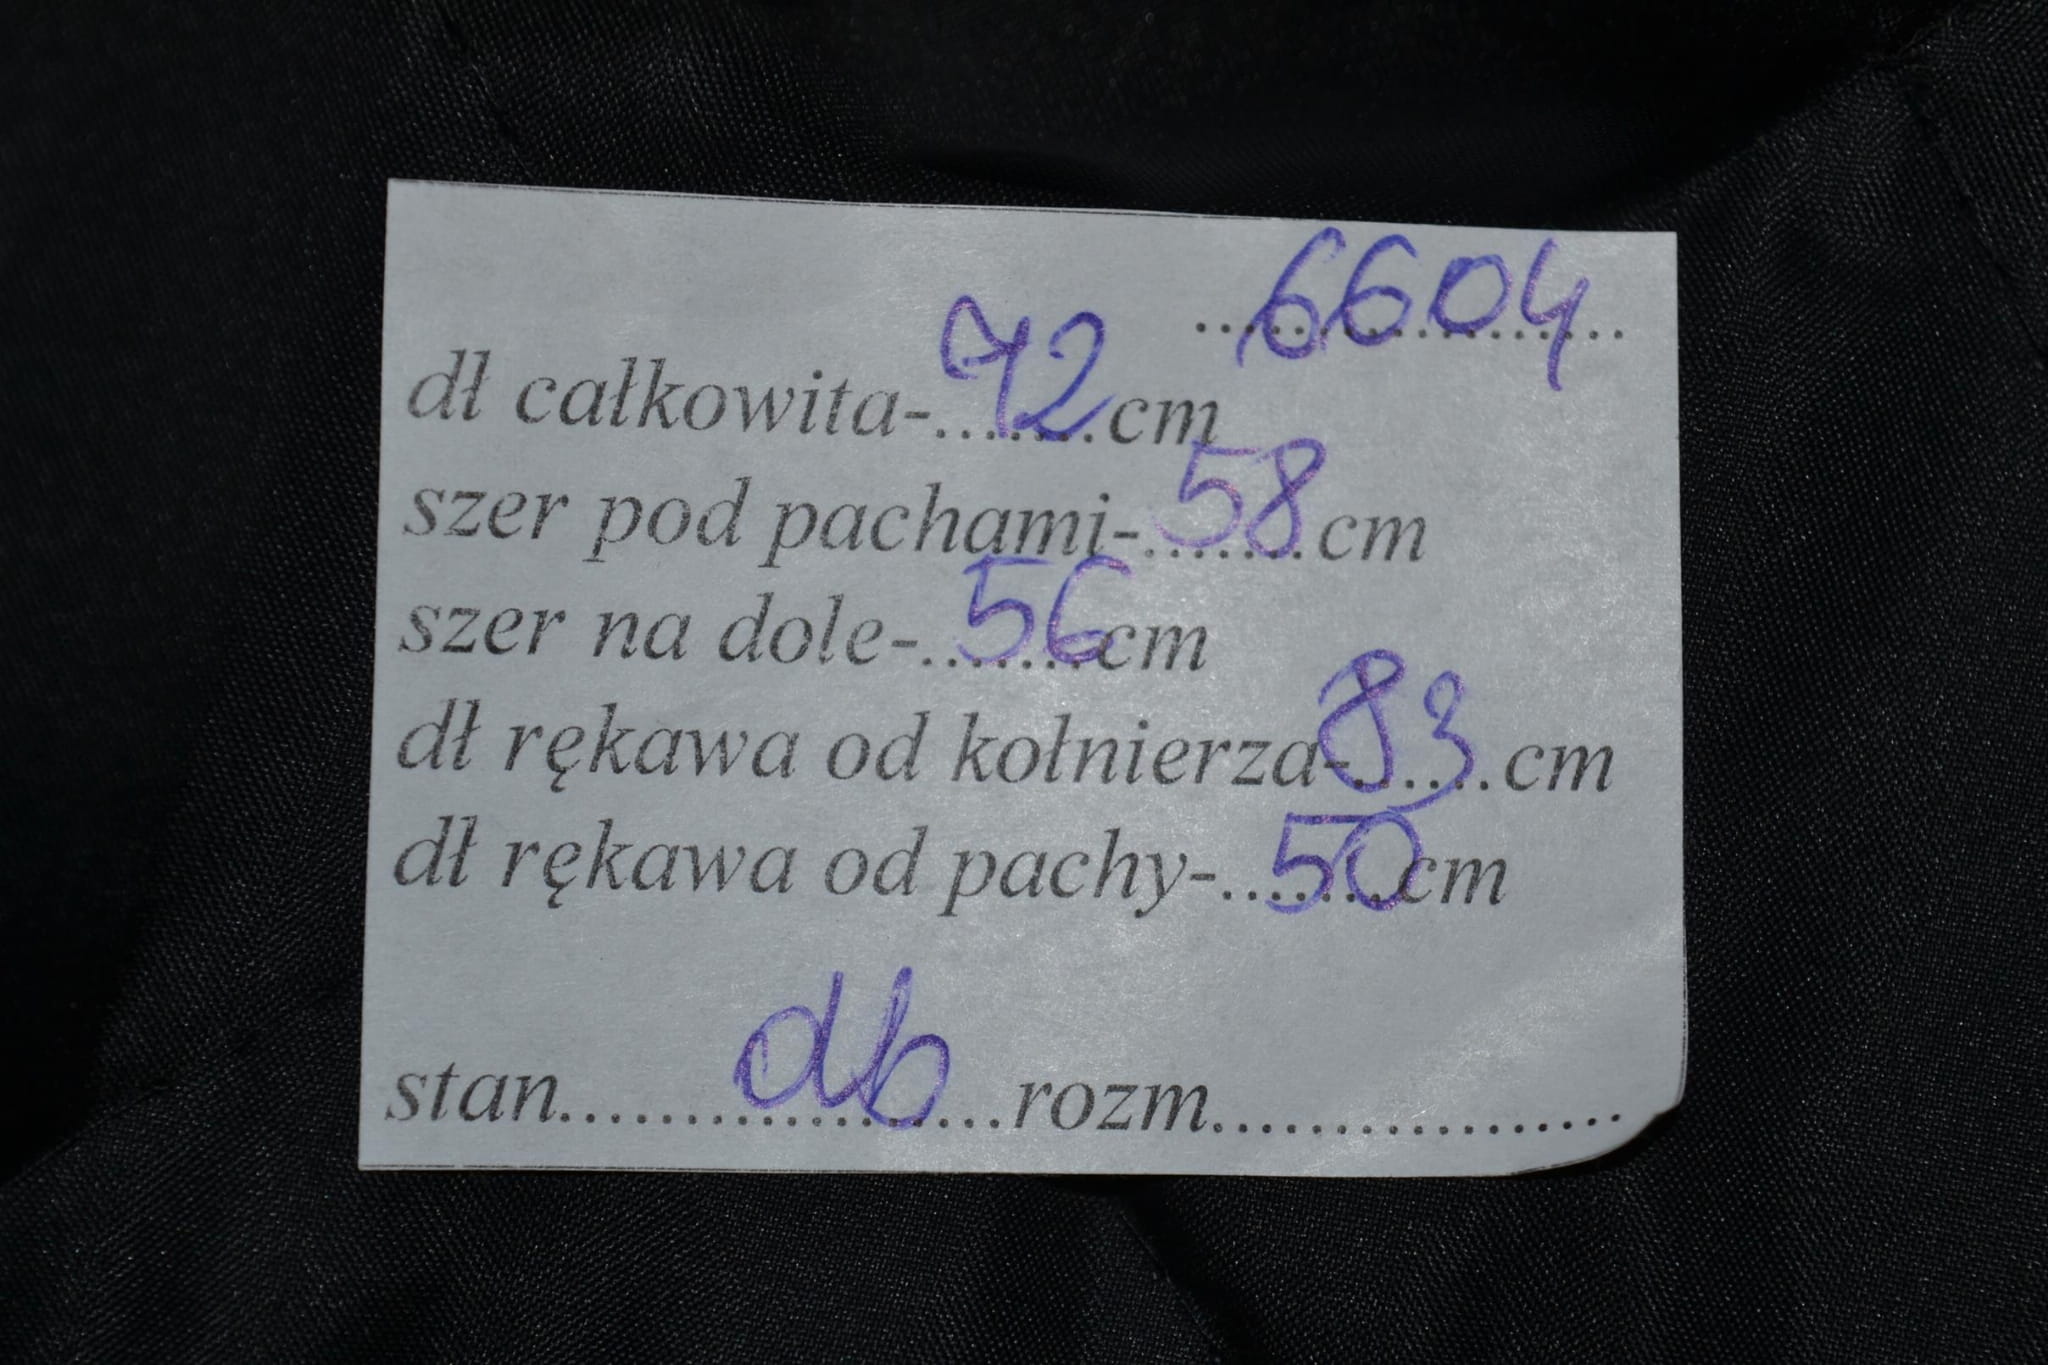 6604
dł całkowita-72cm
szer pod pachami-58cm
szer na dole-56cm
dł rękawa od kołnierza-83cm
dł rękawa od pachy-50cm
stan........db........rozm.................